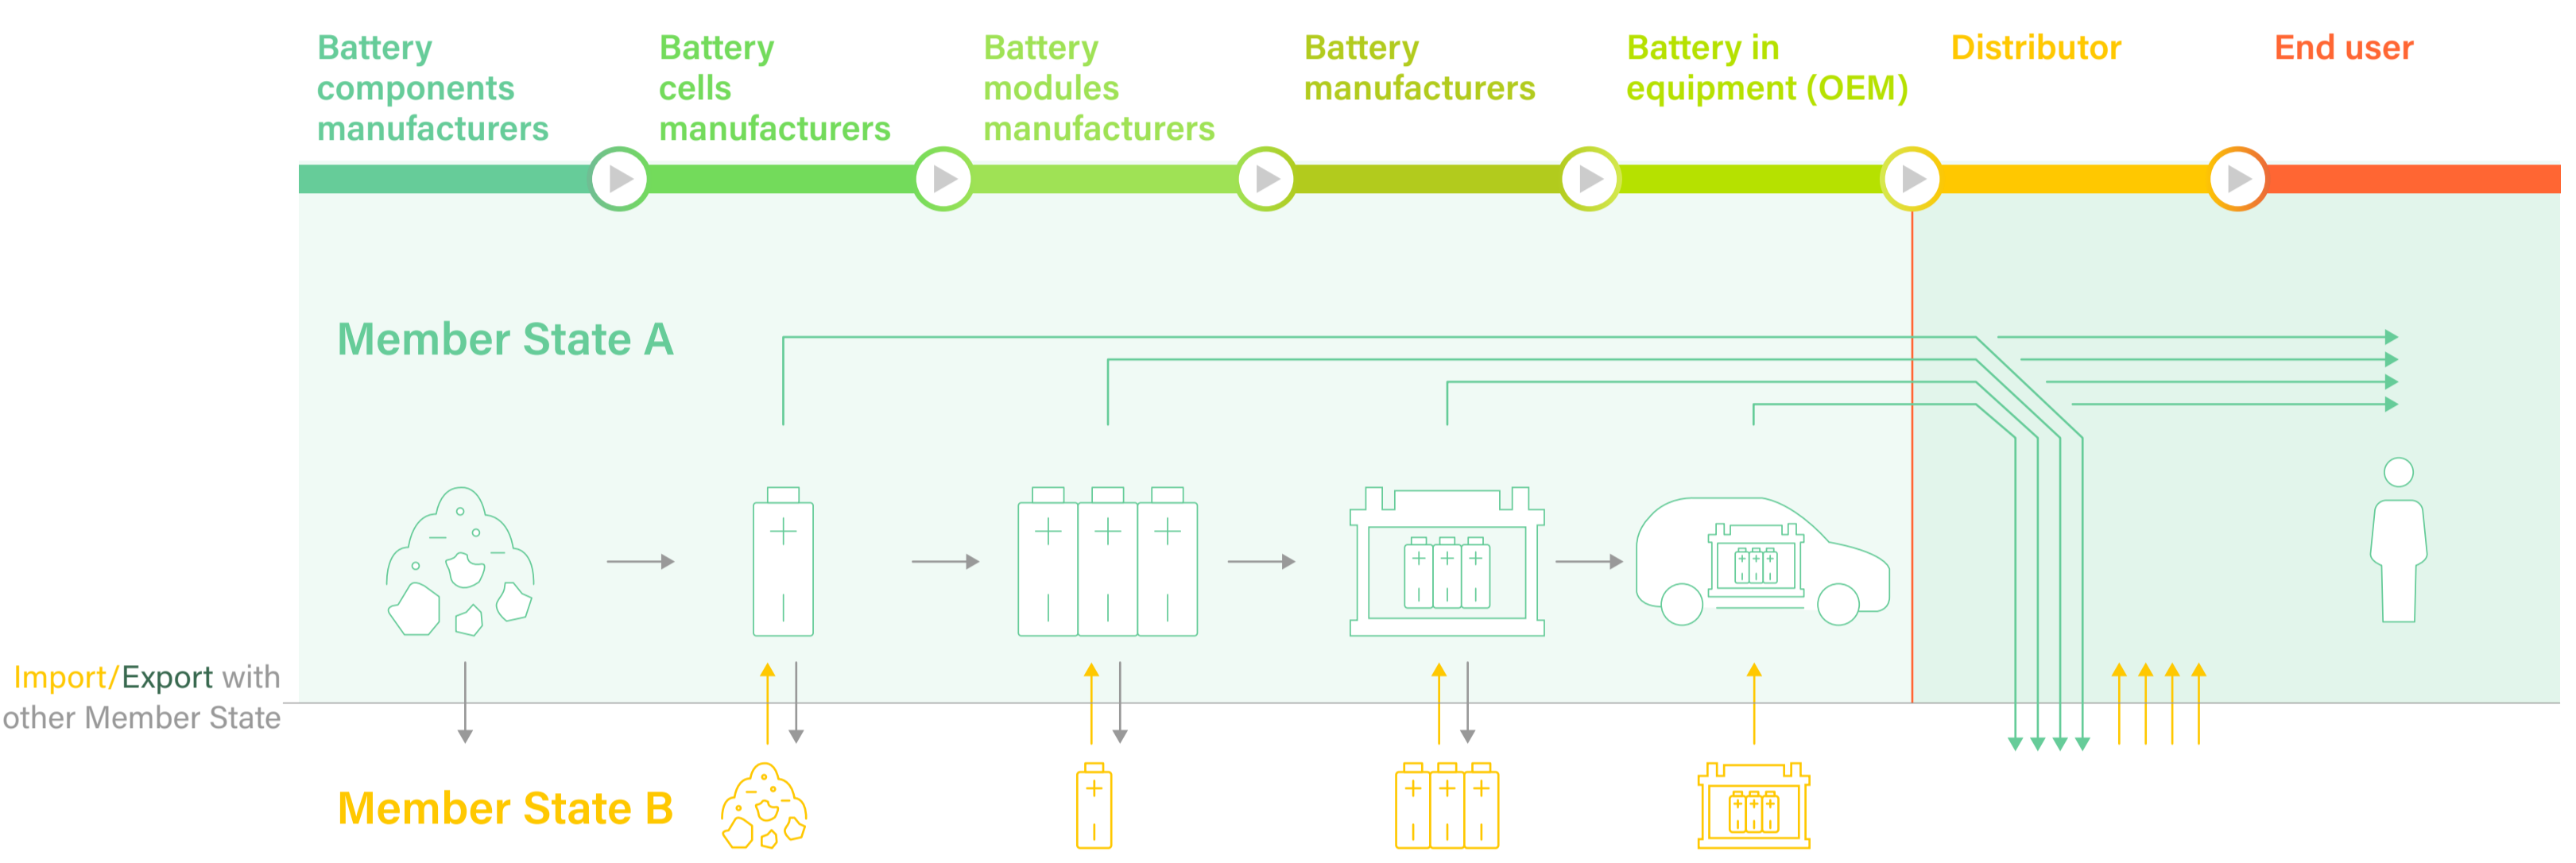 Battery
components
manufacturers
Battery
cells
manufacturers
Battery
modules
manufacturers
Battery
manufacturers
Battery in
equipment (OEM)
Distributor
End user
Member State A
Import/Export with
other Member State
Member State B